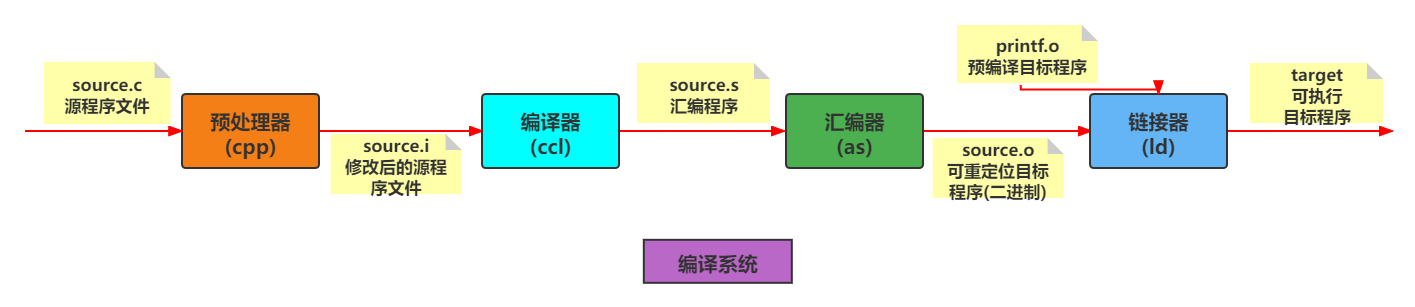 source.c
源程序文件
预处理器
(cpp)
source.i
修改后的源程
序文件
编译器
(ccl)
source.s
汇编程序
汇编器
(as)
source.o
可重定位目标
程序(二进制)
printf.o
预编译目标程序
链接器
(ld)
target
可执行
目标程序
编译系统